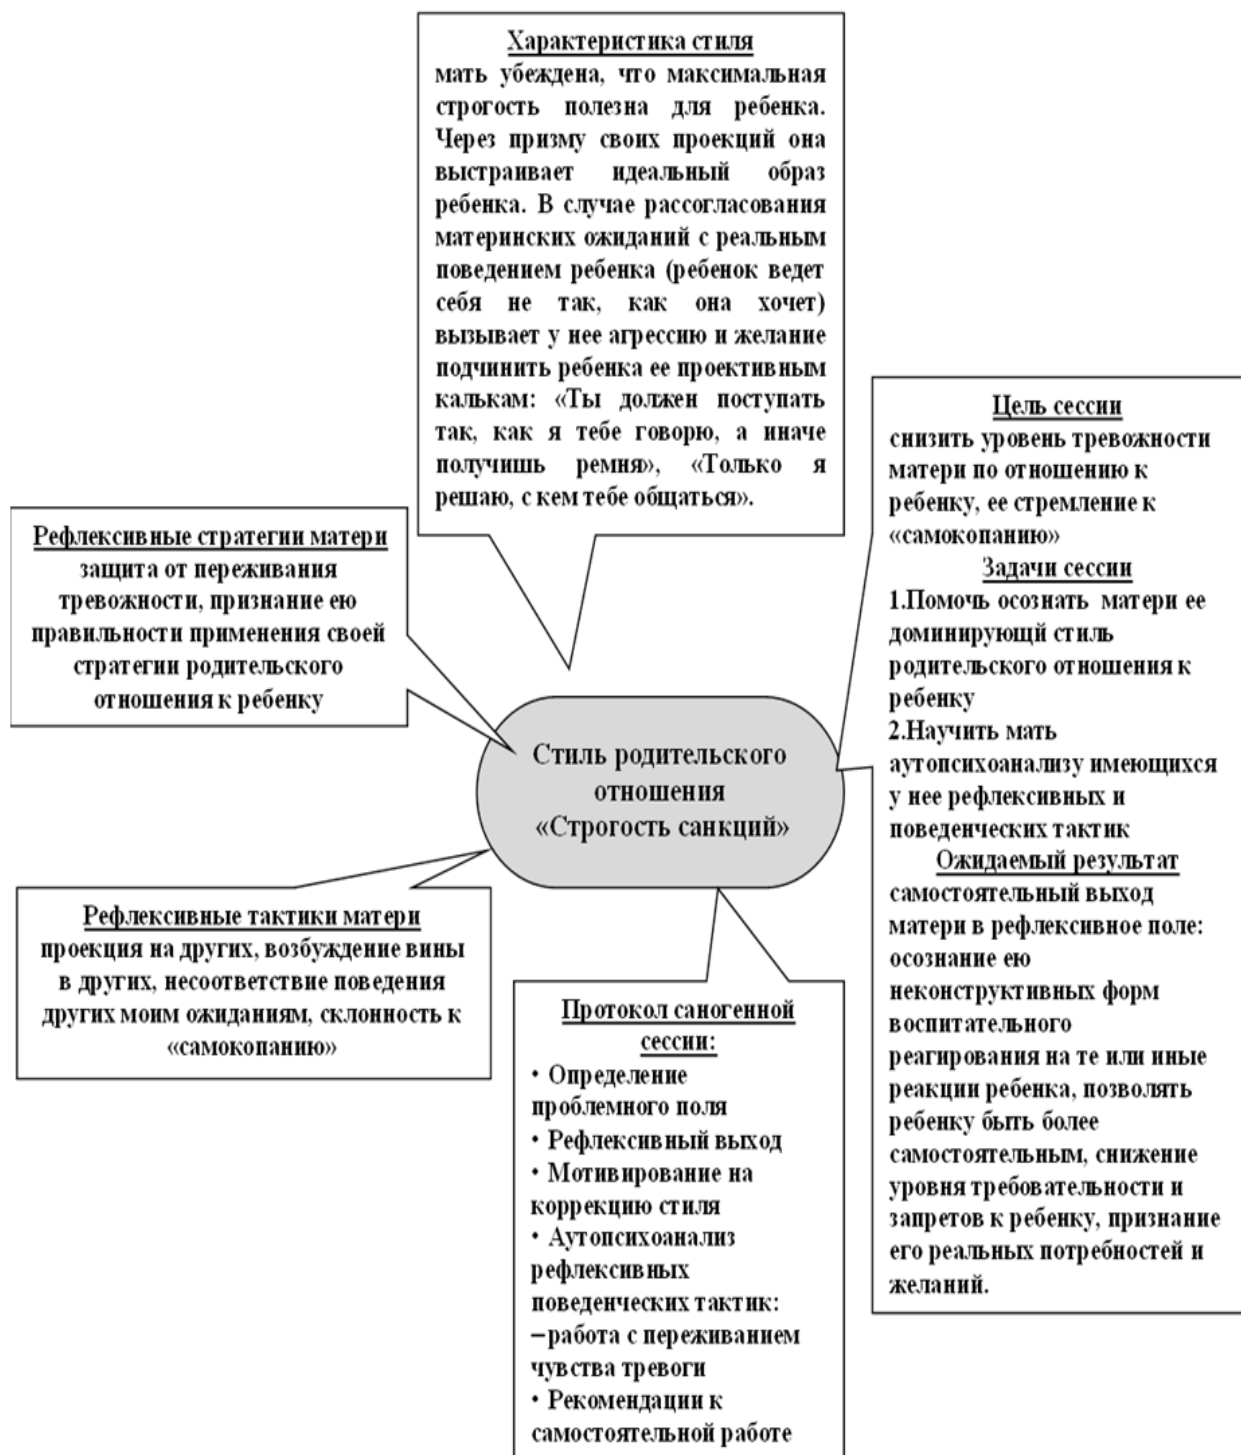 Характеристика стиля
мать убеждена, что максимальная
строгость полезна для ребенка.
Через призму своих проекций она
выстраивает идеальный образ
ребенка. В случае рассогласования
материнских ожиданий с реальным
поведением ребенка (ребенок ведет
себя не так, как она хочет)
вызывает у нее агрессию и желание
подчинить ребенка ее проективным
калькам: «Ты должен поступать
так, как я тебе говорю, а иначе
получишь ремня», «Только я
решаю, с кем тебе общаться».
Рефлексивные стратегии матери
защита от переживания
тревожности, признание ею
правильности применения своей
стратегии родительского
отношения к ребенку
Цель сессии
снизить уровень тревожности
матери по отношению к
ребенку, ее стремление к
«самокопанию»
Задачи сессии
1.Помочь осознать матери ее
доминирующй стиль
родительского отношения к
ребенку
2.Научить мать
аутопсихоанализу имеющихся
у нее рефлексивных и
поведенческих тактик
Ожидаемый результат
самостоятельный выход
матери в рефлексивное поле:
осознание ею
неконструктивных форм
воспитательного
реагирования на те или иные
реакции ребенка, позволять
ребенку быть более
самостоятельным, снижение
уровня требовательности и
запретов к ребенку, признание
его реальных потребностей и
желаний.
Стиль родительского
отношения
«Строгость санкций»
Рефлексивные тактики матери
проекция на других, возбуждение вины
в других, несоответствие поведения
других моим ожиданиям, склонность к
«самокопанию»
Протокол саногенной
сессии:
• Определение
проблемного поля
• Рефлексивный выход
• Мотивирование на
коррекцию стиля
• Аутопсихоанализ
рефлексивных
поведенческих тактик:
–работа с переживанием
чувства тревоги
• Рекомендации к
самостоятельной работе